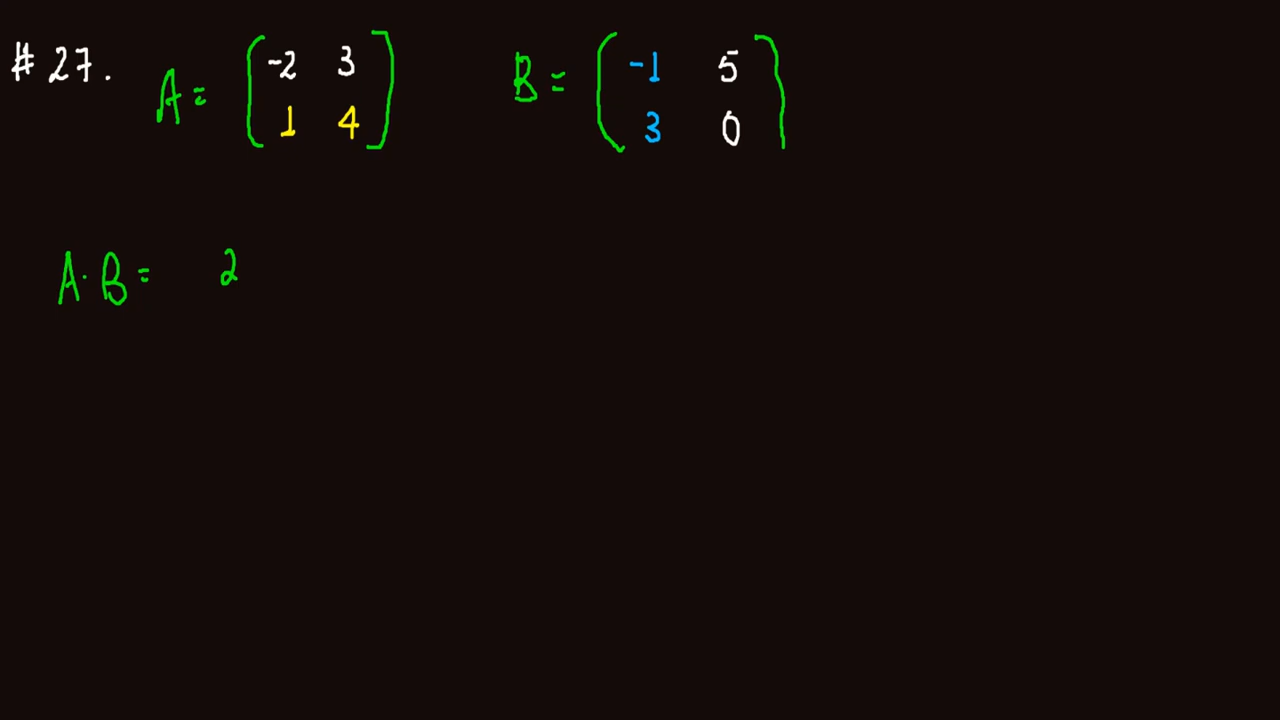 # 27. A = [-2 3] B = (-1 5)
[1 4] (3 0)
A · B = 2